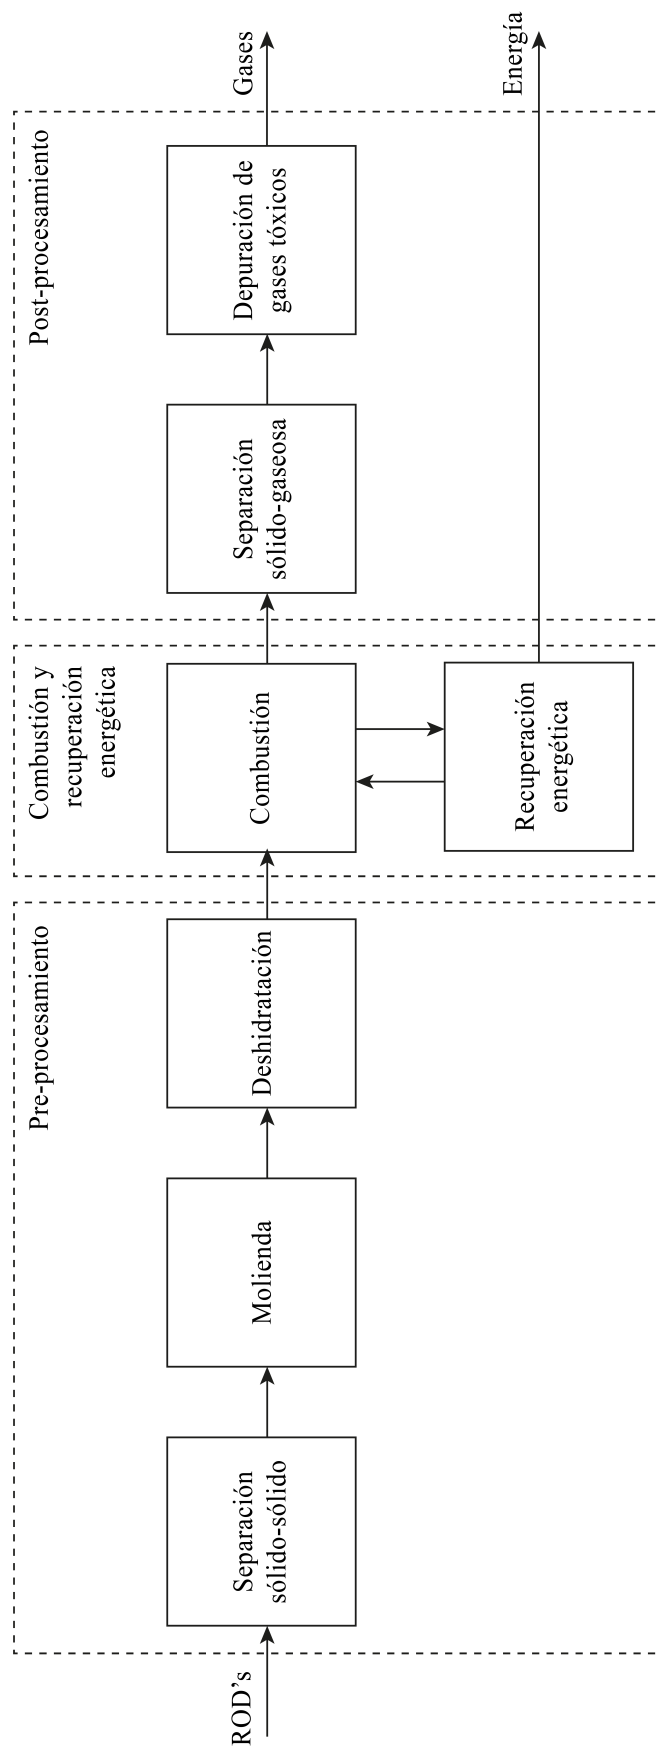 ROD's
Pre-procesamiento
Separación
sólido-sólido
Molienda
Deshidratación
Combustión y
recuperación
energética
Combustión
Recuperación
energética
Post-procesamiento
Separación
sólido-gaseosa
Depuración de
gases tóxicos
Gases
Energía